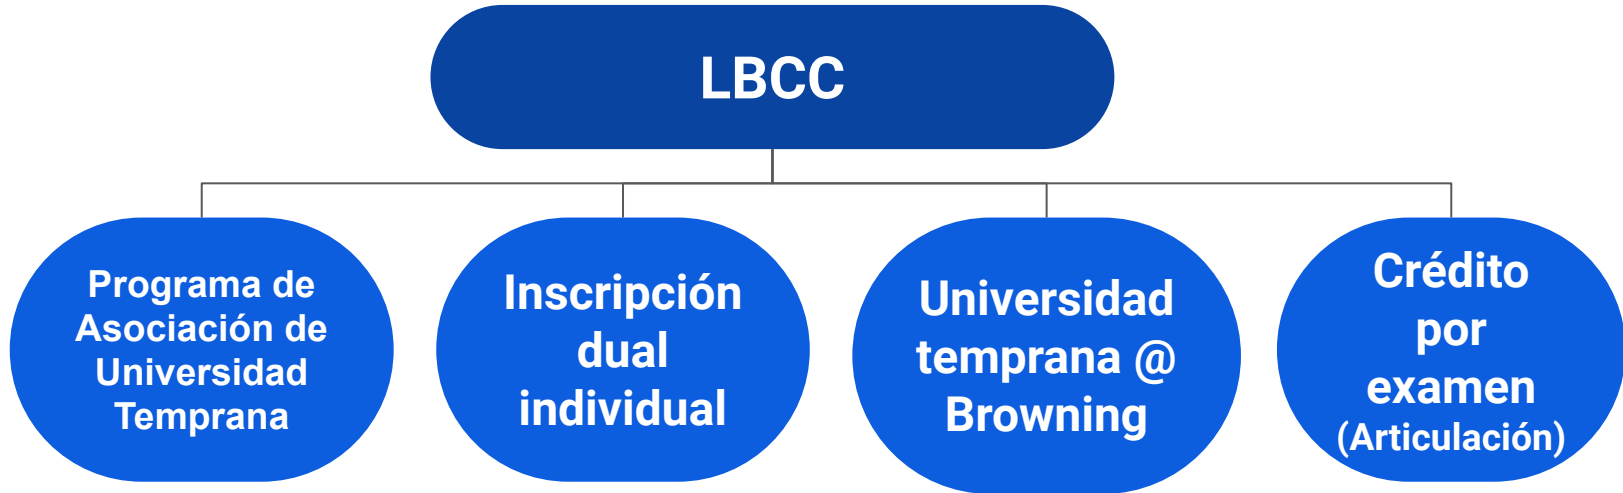 LBCC
Programa de
Asociación de
Universidad
Temprana
Inscripción
dual
individual
Universidad
temprana @
Browning
Crédito
por
examen
(Articulación)